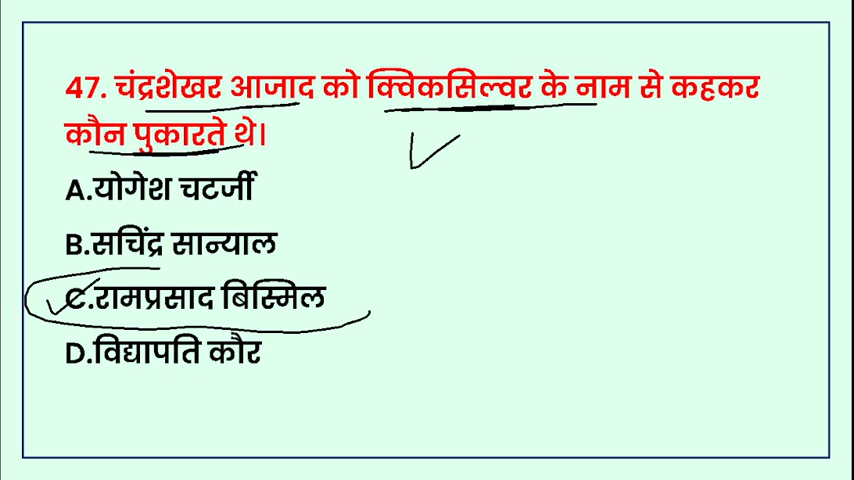 47. चंद्रशेखर आजाद को क्विकसिल्वर के नाम से कहकर
कौन पुकारते थे।
A.योगेश चटर्जी
B.सचिंद्र सान्याल
C.रामप्रसाद बिस्मिल
D.विद्यापति कौर